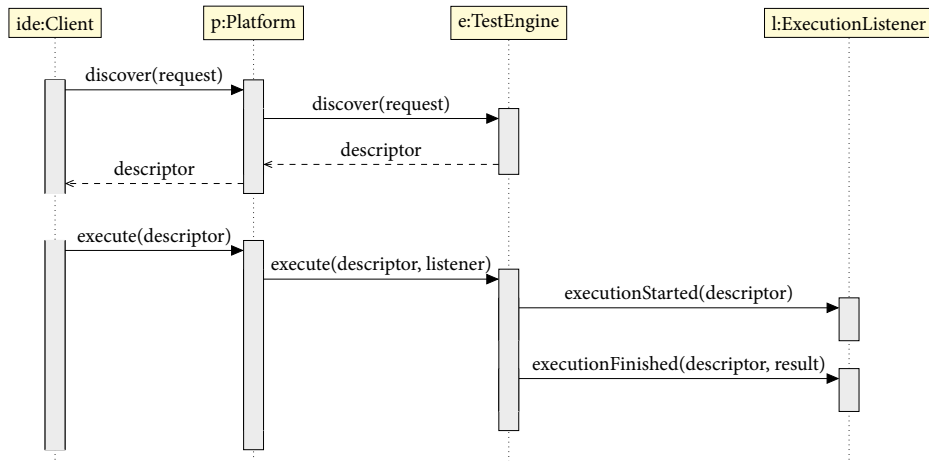 ide:Client
p:Platform
e:TestEngine
l:ExecutionListener
discover(request)
discover(request)
descriptor
descriptor
execute(descriptor)
execute(descriptor, listener)
executionStarted(descriptor)
executionFinished(descriptor, result)